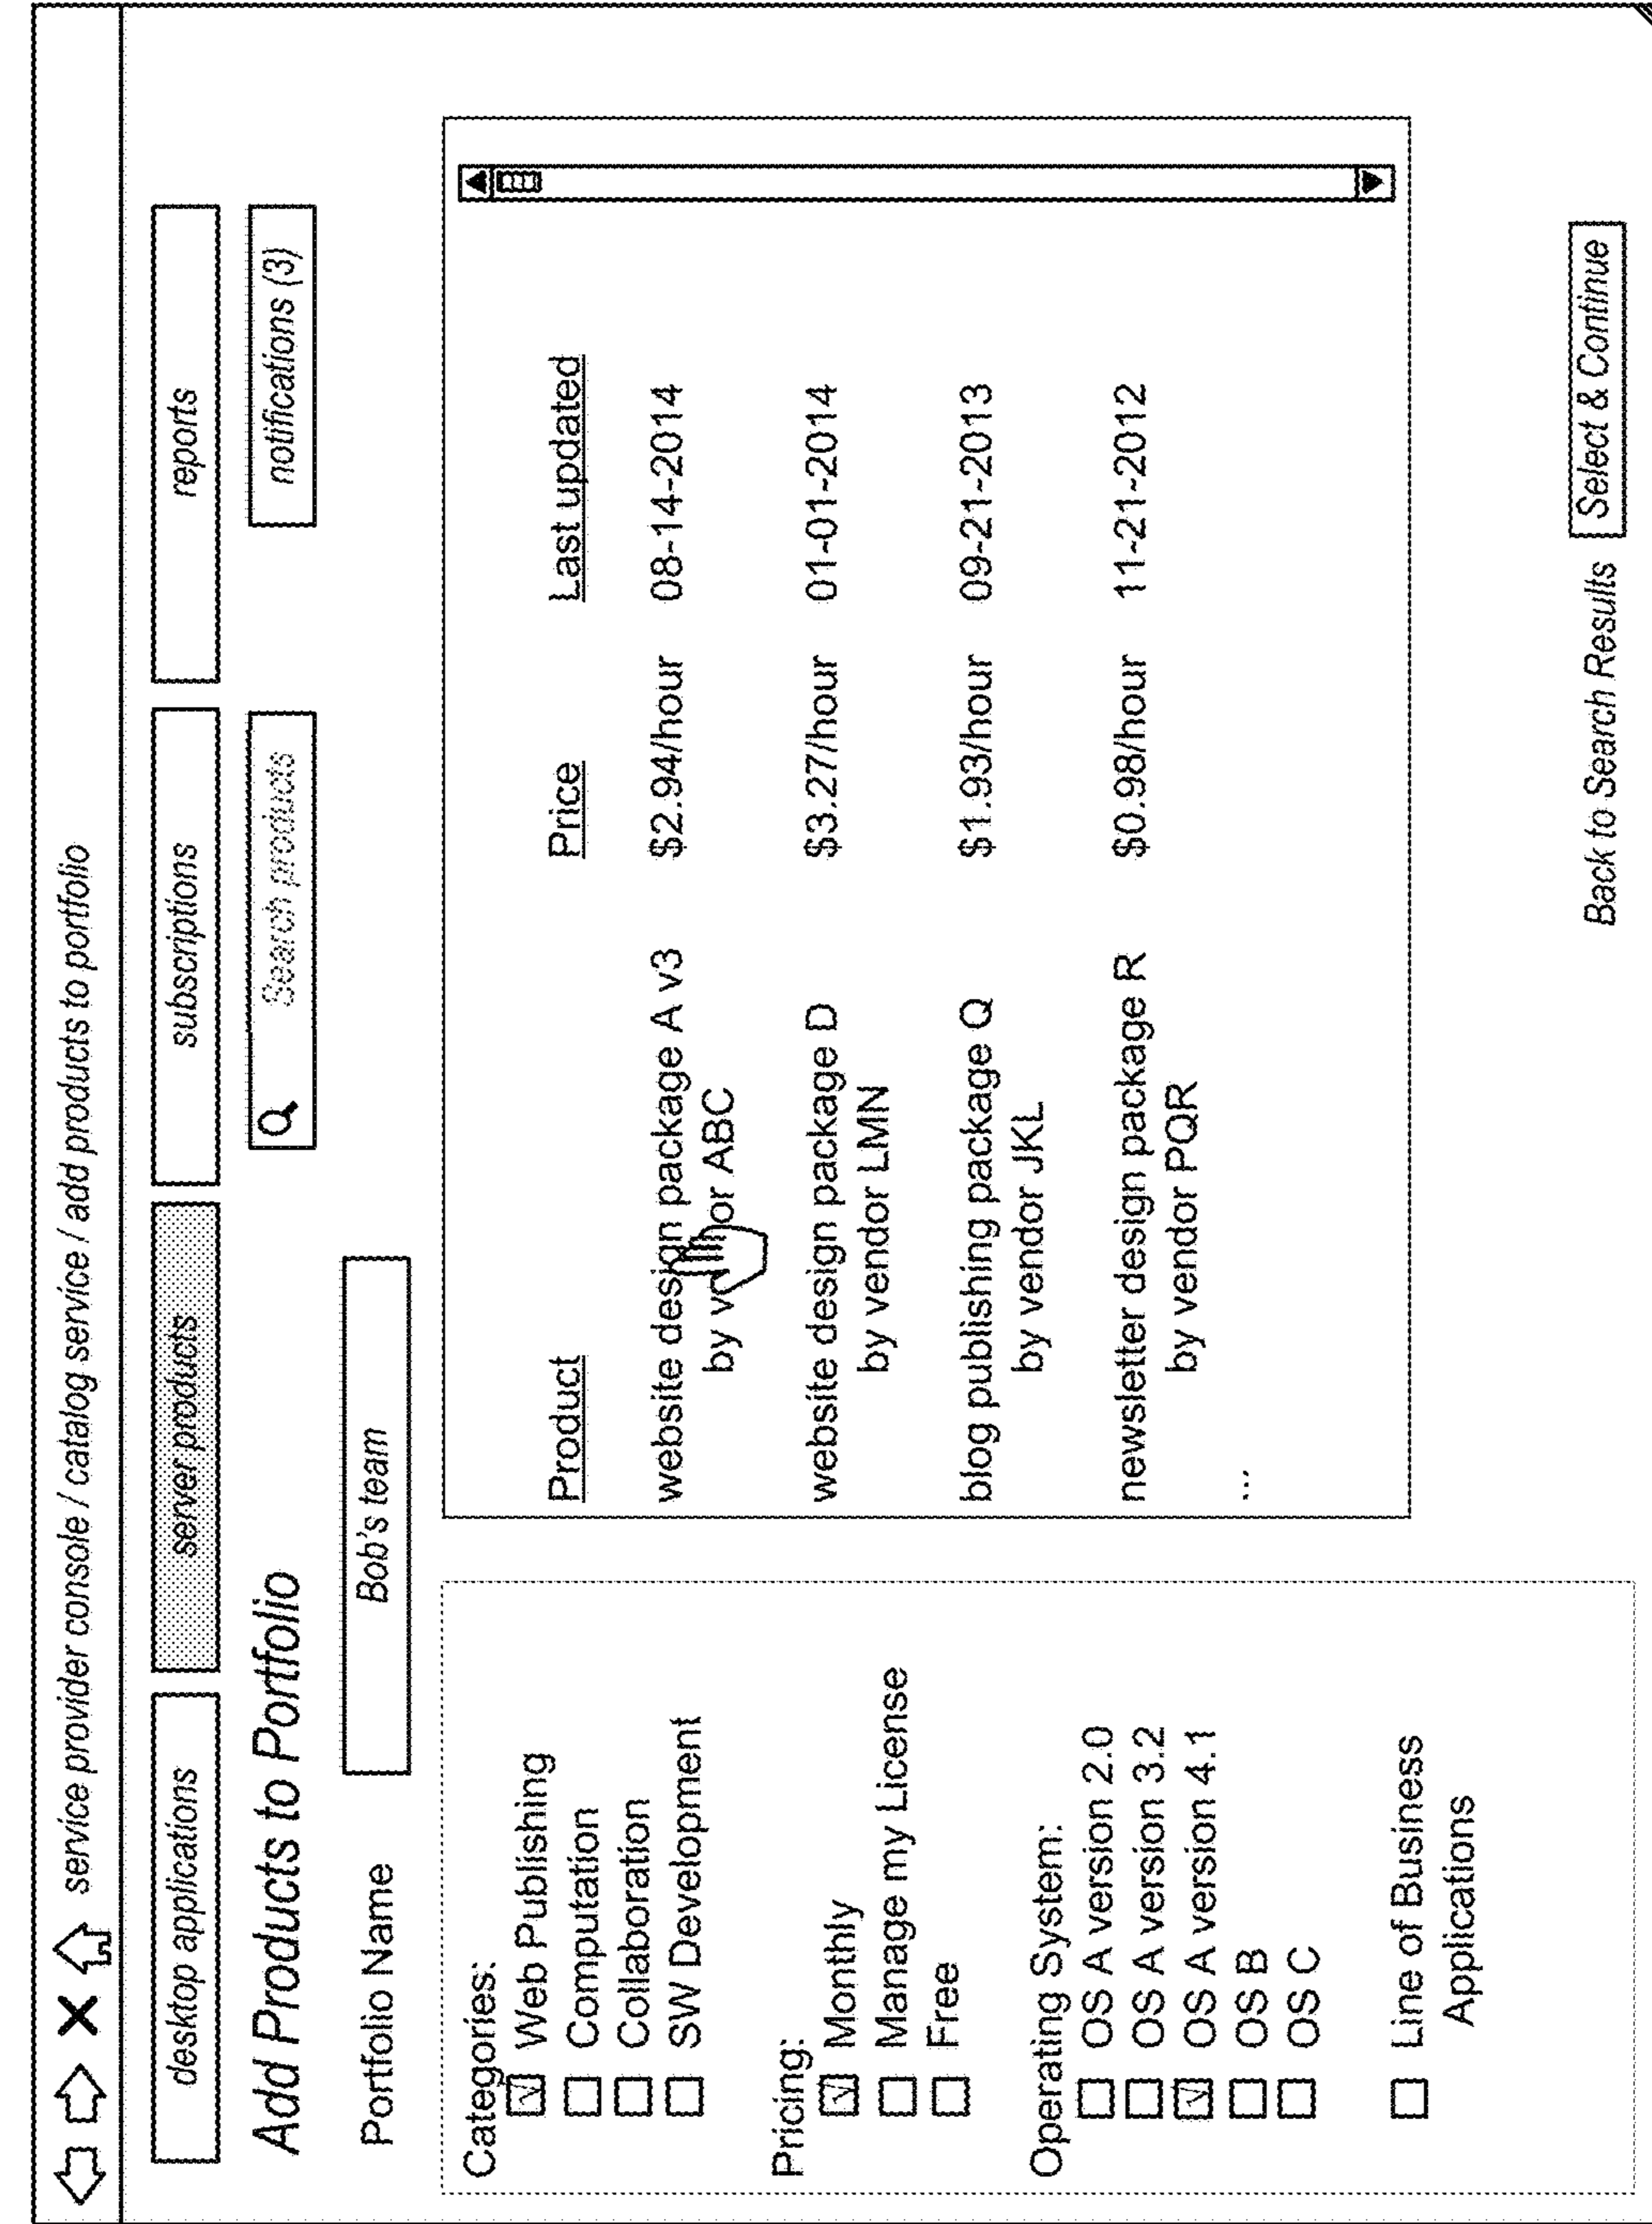 service provider console / catalog service / add products to portfolio
desktop applications
server products
subscriptions
reports
Add Products to Portfolio
Search products
notifications (3)
Portfolio Name
Bob's team
Categories:
Web Publishing
Computation
Collaboration
SW Development
Pricing:
Monthly
Manage my License
Free
Operating System:
OS A version 2.0
OS A version 3.2
OS A version 4.1
OS B
OS C
Line of Business
Applications
Product Price Last updated
website design package A v3 $2.94/hour 08-14-2014
by vendor ABC
website design package D $3.27/hour 01-01-2014
by vendor LMN
blog publishing package Q $1.93/hour 09-21-2013
by vendor JKL
newsletter design package R $0.98/hour 11-21-2012
by vendor PQR
...
Back to Search Results Select & Continue